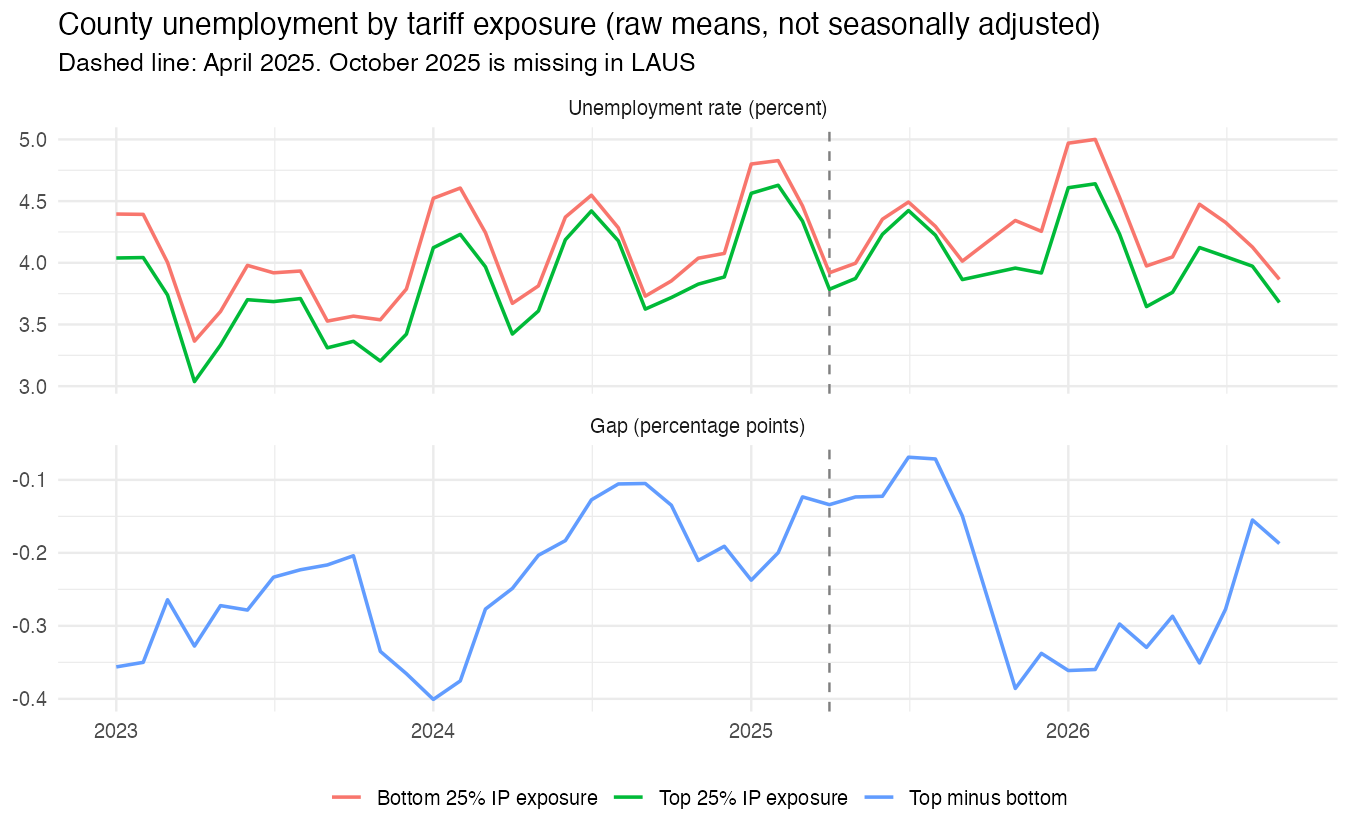 County unemployment by tariff exposure (raw means, not seasonally adjusted)
Dashed line: April 2025. October 2025 is missing in LAUS
Unemployment rate (percent)
5.0
4.5
4.0
3.5
3.0
Gap (percentage points)
-0.1
-0.2
-0.3
-0.4
2023 2024 2025 2026
Bottom 25% IP exposure Top 25% IP exposure Top minus bottom